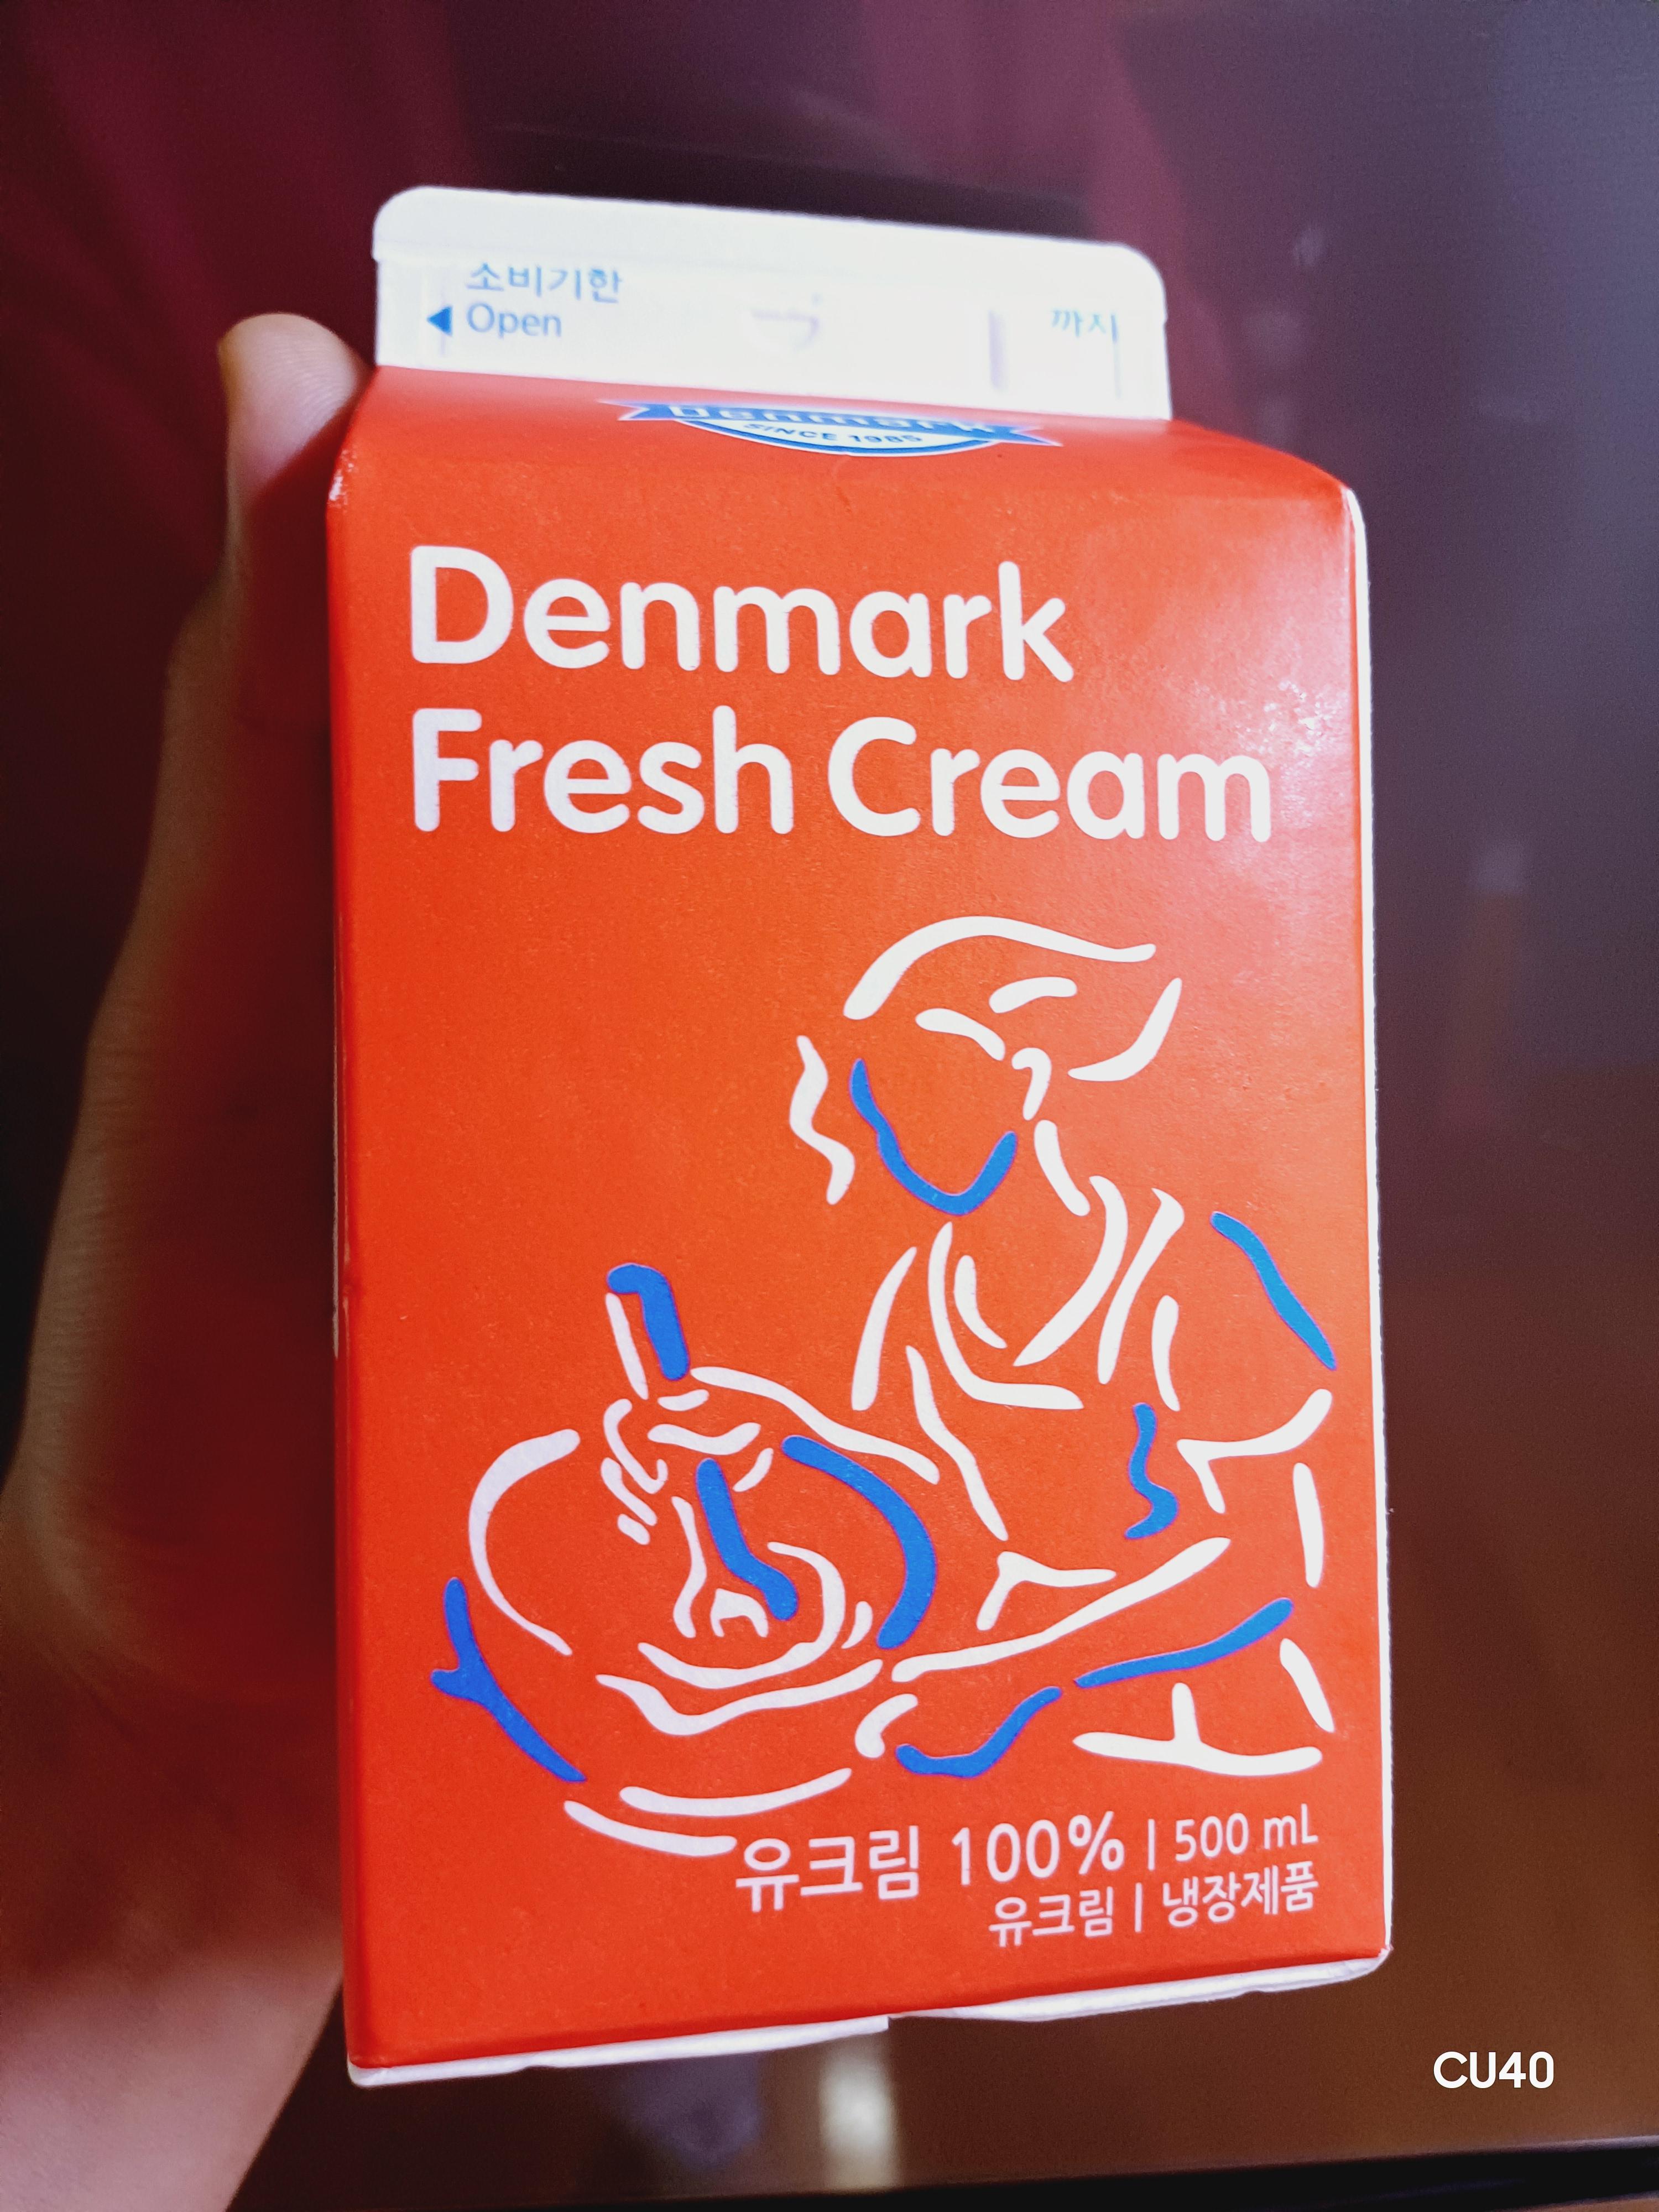 소비기한
Open
까지
Denmark
SINCE 1985
Denmark
Fresh Cream
유크림 100% | 500 mL
유크림 | 냉장제품
CU40